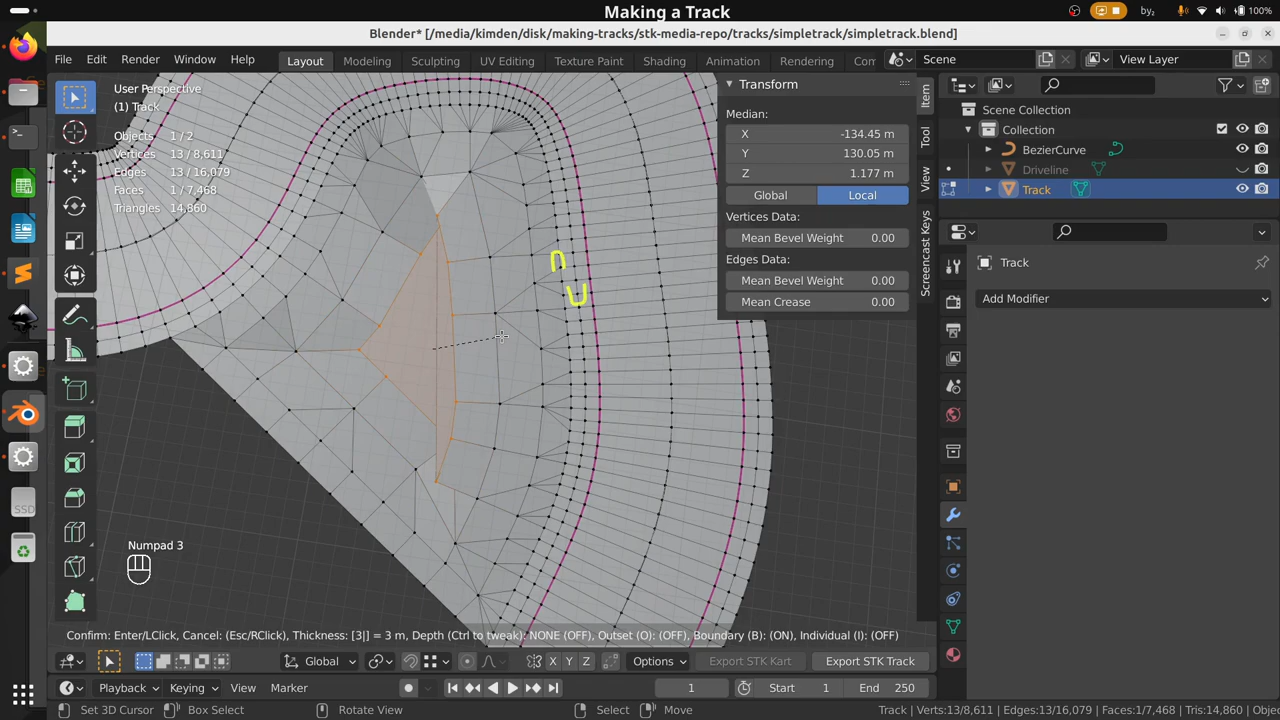 Making a Track
by₂
100%
Blender* [/media/kimden/disk/making-tracks/stk-media-repo/tracks/simpletrack/simpletrack.blend]
File Edit Render Window Help Layout Modeling Sculpting UV Editing Texture Paint Shading Animation Rendering Com Scene View Layer
User Perspective
(1) Track
Objects 1 / 2
Vertices 13 / 8,611
Edges 13 / 16,079
Faces 1 / 7,468
Triangles 14,860
Transform
Median:
X -134.45 m
Y 130.05 m
Z 1.177 m
Global Local
Vertices Data:
Mean Bevel Weight 0.00
Edges Data:
Mean Bevel Weight 0.00
Mean Crease 0.00
Item
Tool
View
Screencast Keys
Scene Collection
Collection
BezierCurve
Driveline
Track
Track
Add Modifier
SSD
Numpad 3
Confirm: Enter/LClick, Cancel: (Esc/RClick), Thickness: [3|] = 3 m, Depth (Ctrl to tweak): NONE (OFF), Outset (O): (OFF), Boundary (B): (ON), Individual (I): (OFF)
Global X Y Z Options Export STK Kart Export STK Track
Playback Keying View Marker 1 Start 1 End 250
Set 3D Cursor Box Select Rotate View Select Move Track | Verts:13/8,611 | Edges:13/16,079 | Faces:1/7,468 | Tris:14,860 | Obje